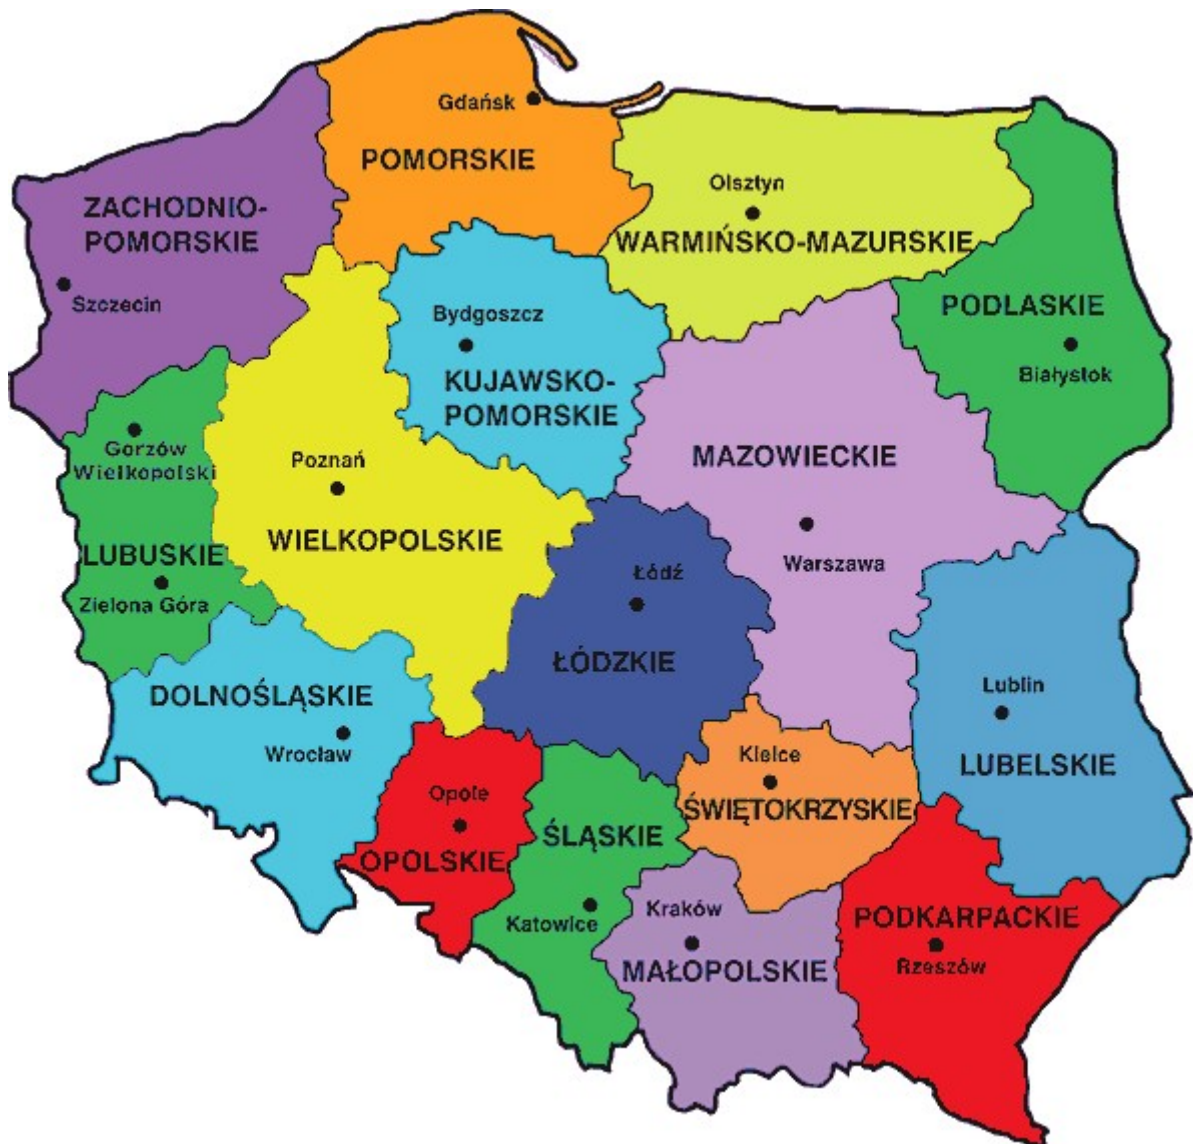 Gdańsk
POMORSKIE
ZACHODNIO-
POMORSKIE
Szczecin
Olsztyn
WARMIŃSKO-MAZURSKIE
PODLASKIE
Białystok
Bydgoszcz
KUJAWSKO-
POMORSKIE
Gorzów
Wielkopolski
LUBUSKIE
Zielona Góra
Poznań
WIELKOPOLSKIE
MAZOWIECKIE
Warszawa
Łódź
ŁÓDZKIE
DOLNOŚLĄSKIE
Wrocław
Lublin
LUBELSKIE
Opole
OPOLSKIE
ŚLĄSKIE
Katowice
Kielce
ŚWIĘTOKRZYSKIE
Kraków
MAŁOPOLSKIE
PODKARPACKIE
Rzeszów